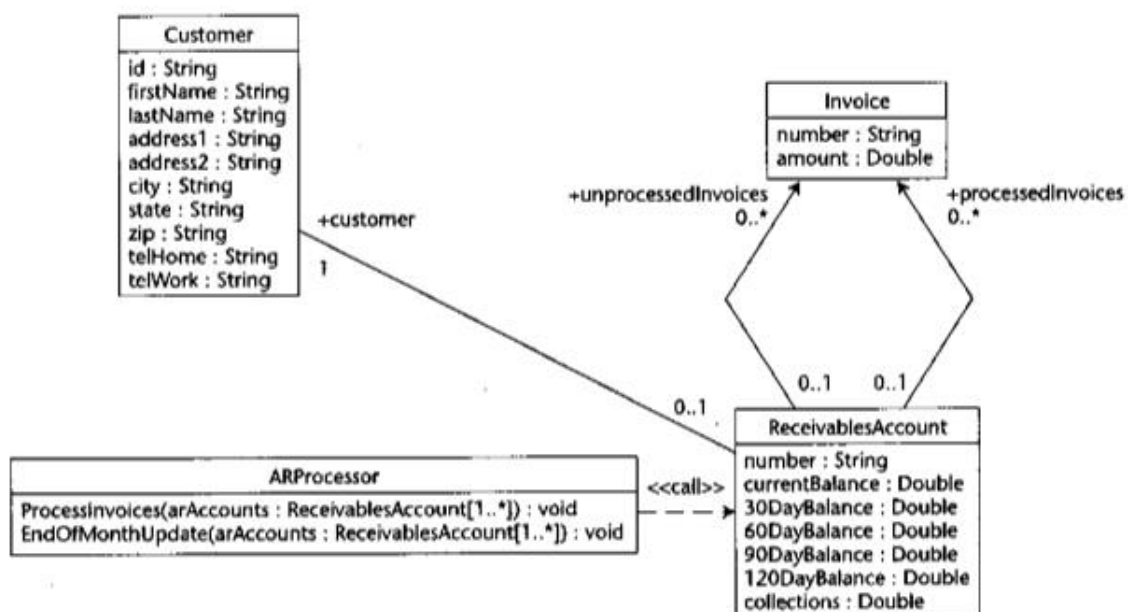 Customer
id : String
firstName : String
lastName : String
address1 : String
address2 : String
city : String
state : String
zip : String
telHome : String
telWork : String
+customer
1
0..1
Invoice
number : String
amount : Double
+unprocessedInvoices
0..*
+processedInvoices
0..*
0..1
0..1
ReceivablesAccount
number : String
currentBalance : Double
30DayBalance : Double
60DayBalance : Double
90DayBalance : Double
120DayBalance : Double
collections : Double
ARProcessor
ProcessInvoices(arAccounts : ReceivablesAccount[1..*]) : void
EndOfMonthUpdate(arAccounts : ReceivablesAccount[1..*]) : void
<<call>>